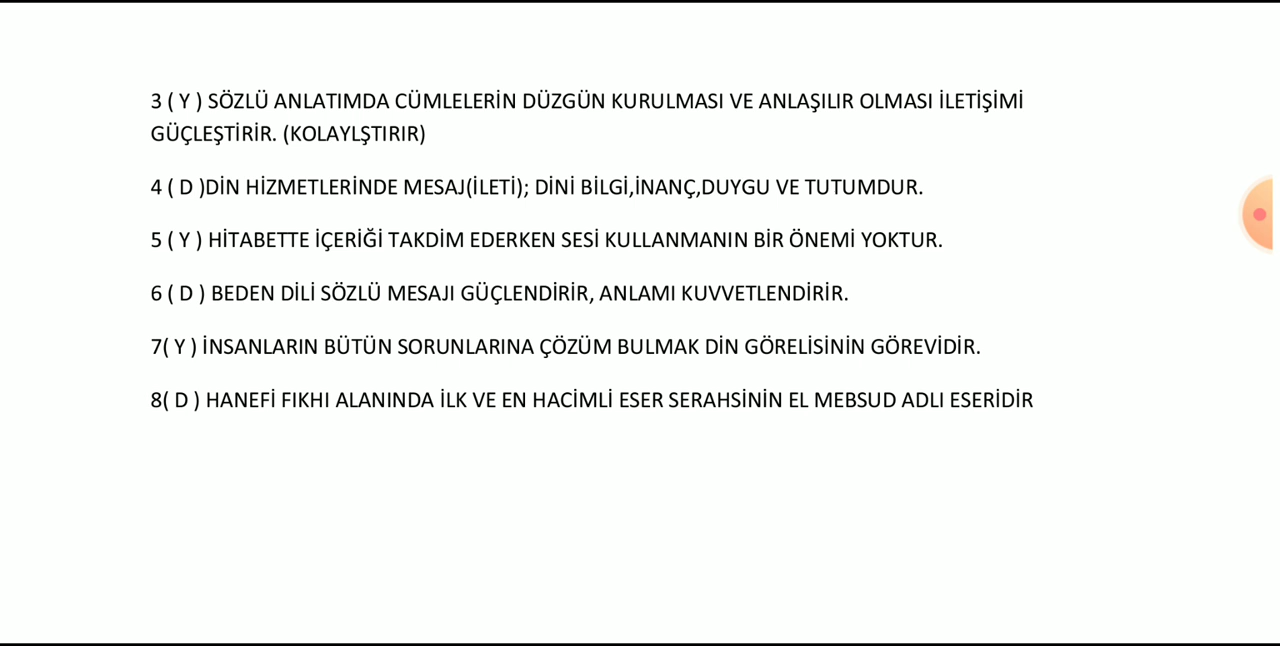 3 ( Y ) SÖZLÜ ANLATIMDA CÜMLELERİN DÜZGÜN KURULMASI VE ANLAŞILIR OLMASI İLETİŞİMİ
GÜÇLEŞTİRİR. (KOLAYLŞTIRIR)
4 ( D )DİN HİZMETLERİNDE MESAJ(İLETİ); DİNİ BİLGİ,İNANÇ,DUYGU VE TUTUMDUR.
5 ( Y ) HİTABETTE İÇERİĞİ TAKDİM EDERKEN SESİ KULLANMANIN BİR ÖNEMİ YOKTUR.
6 ( D ) BEDEN DİLİ SÖZLÜ MESAJI GÜÇLENDİRİR, ANLAMI KUVVETLENDİRİR.
7( Y ) İNSANLARIN BÜTÜN SORUNLARINA ÇÖZÜM BULMAK DİN GÖRELİSİNİN GÖREVİDİR.
8( D ) HANEFİ FIKHI ALANINDA İLK VE EN HACİMLİ ESER SERAHSİNİN EL MEBSUD ADLI ESERİDİR